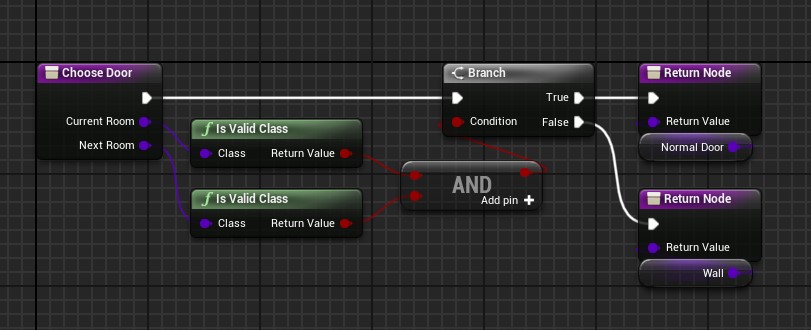 Choose Door
Current Room
Next Room
Is Valid Class
Class Return Value
Is Valid Class
Class Return Value
AND
Add pin
Branch
Condition
True
False
Return Node
Return Value
Normal Door
Return Node
Return Value
Wall